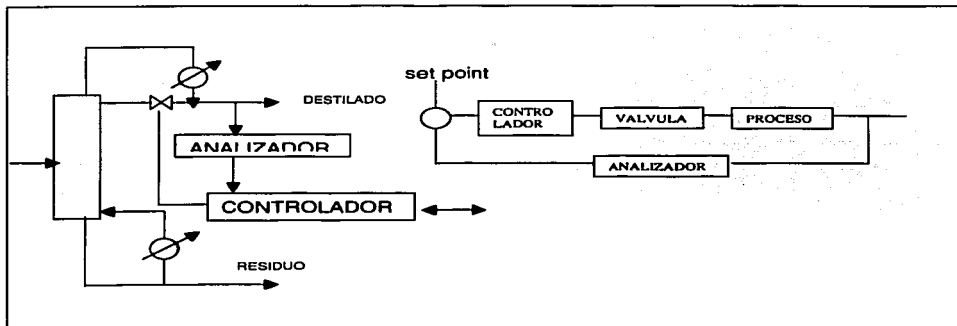 DESTILADO
ANALIZADOR
CONTROLADOR
RESIDUO
set point
CONTRO
LADOR
VALVULA
PROCESO
ANALIZADOR